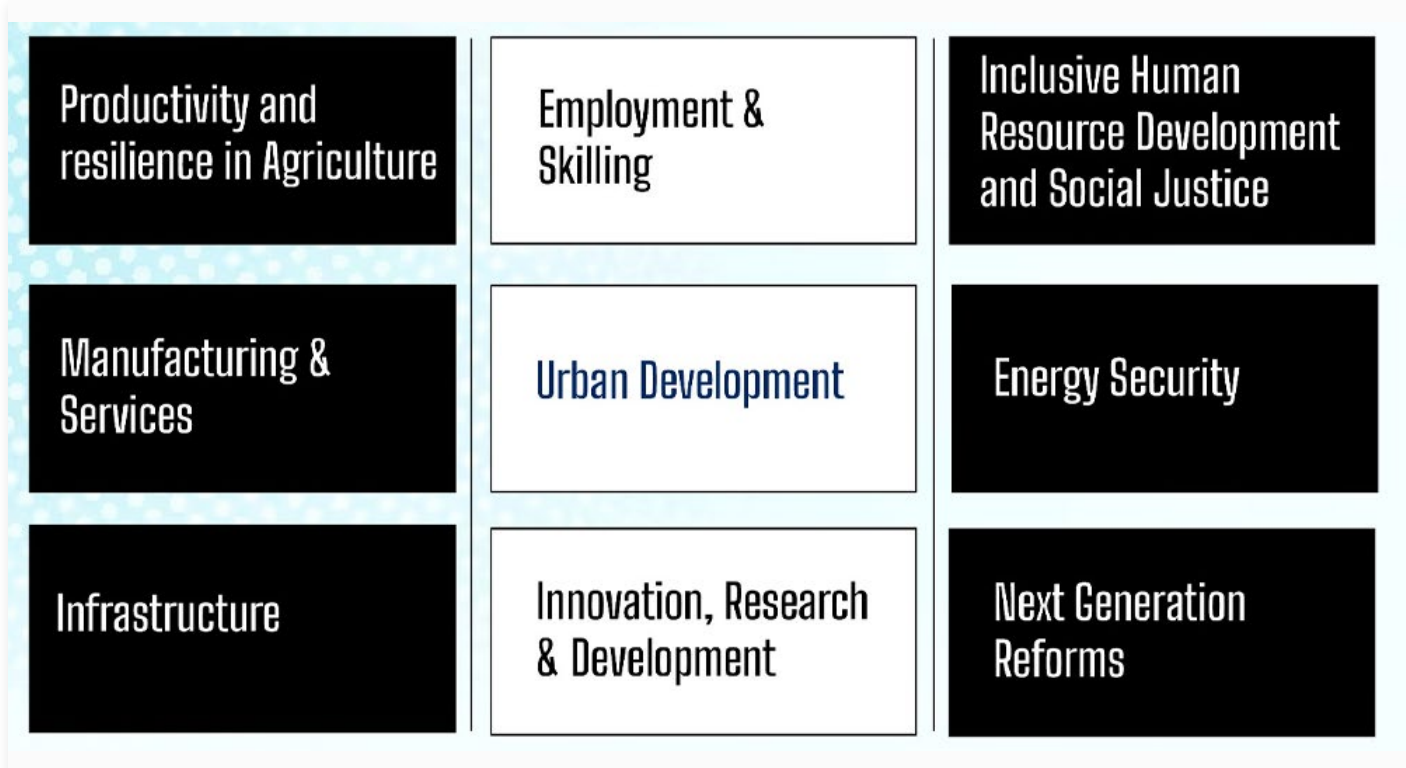 Productivity and
resilience in Agriculture
Employment &
Skilling
Inclusive Human
Resource Development
and Social Justice
Manufacturing &
Services
Urban Development
Energy Security
Infrastructure
Innovation, Research
& Development
Next Generation
Reforms